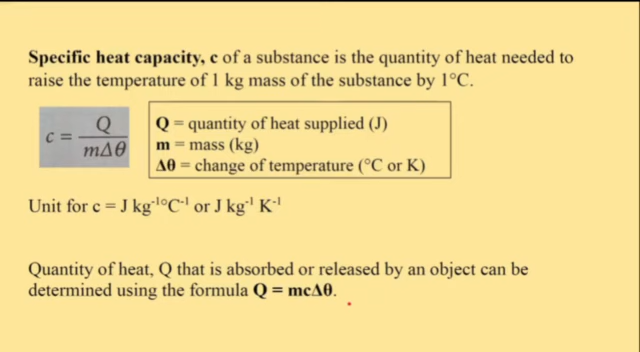 Specific heat capacity, c of a substance is the quantity of heat needed to
raise the temperature of 1 kg mass of the substance by 1°C.
c = Q / mΔθ
Q = quantity of heat supplied (J)
m = mass (kg)
Δθ = change of temperature (°C or K)
Unit for c = J kg⁻¹°C⁻¹ or J kg⁻¹ K⁻¹
Quantity of heat, Q that is absorbed or released by an object can be
determined using the formula Q = mcΔθ.